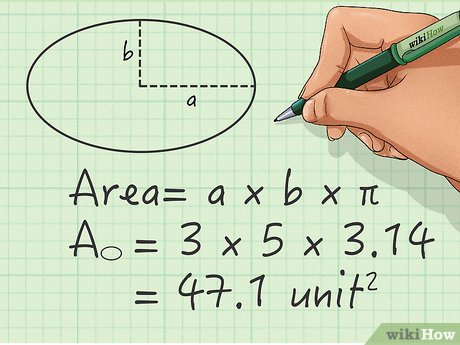 wikiHow
b
a
Area= a x b x π
A = 3 x 5 x 3.14
= 47.1 unit²
wikiHow